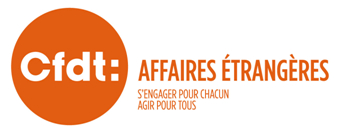 Cfdt:
AFFAIRES ÉTRANGÈRES
S'ENGAGER POUR CHACUN
AGIR POUR TOUS